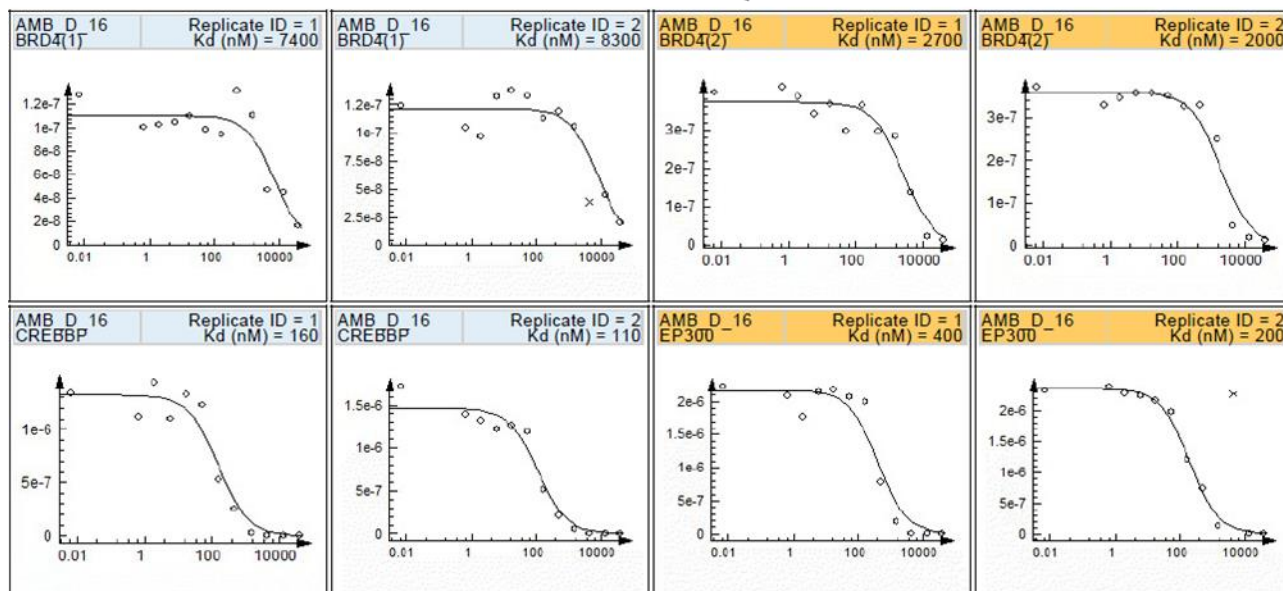 AMB_D_16 Replicate ID = 1
BRD4(1) Kd (nM) = 7400
1.2e-7
1e-7
8e-8
6e-8
4e-8
2e-8
0
0.01 1 100 10000
AMB_D_16 Replicate ID = 2
BRD4(1) Kd (nM) = 8300
1.2e-7
1e-7
7.5e-8
5e-8
2.5e-8
0
0.01 1 100 10000
AMB_D_16 Replicate ID = 1
BRD4(2) Kd (nM) = 2700
3e-7
2e-7
1e-7
0
0.01 1 100 10000
AMB_D_16 Replicate ID = 2
BRD4(2) Kd (nM) = 2000
3e-7
2e-7
1e-7
0
0.01 1 100 10000
AMB_D_16 Replicate ID = 1
CREBBP Kd (nM) = 160
1e-6
5e-7
0
0.01 1 100 10000
AMB_D_16 Replicate ID = 2
CREBBP Kd (nM) = 110
1.5e-6
1e-6
5e-7
0
0.01 1 100 10000
AMB_D_16 Replicate ID = 1
EP300 Kd (nM) = 400
2e-6
1.5e-6
1e-6
5e-7
0
0.01 1 100 10000
AMB_D_16 Replicate ID = 2
EP300 Kd (nM) = 200
2e-6
1.5e-6
1e-6
5e-7
0
0.01 1 100 10000